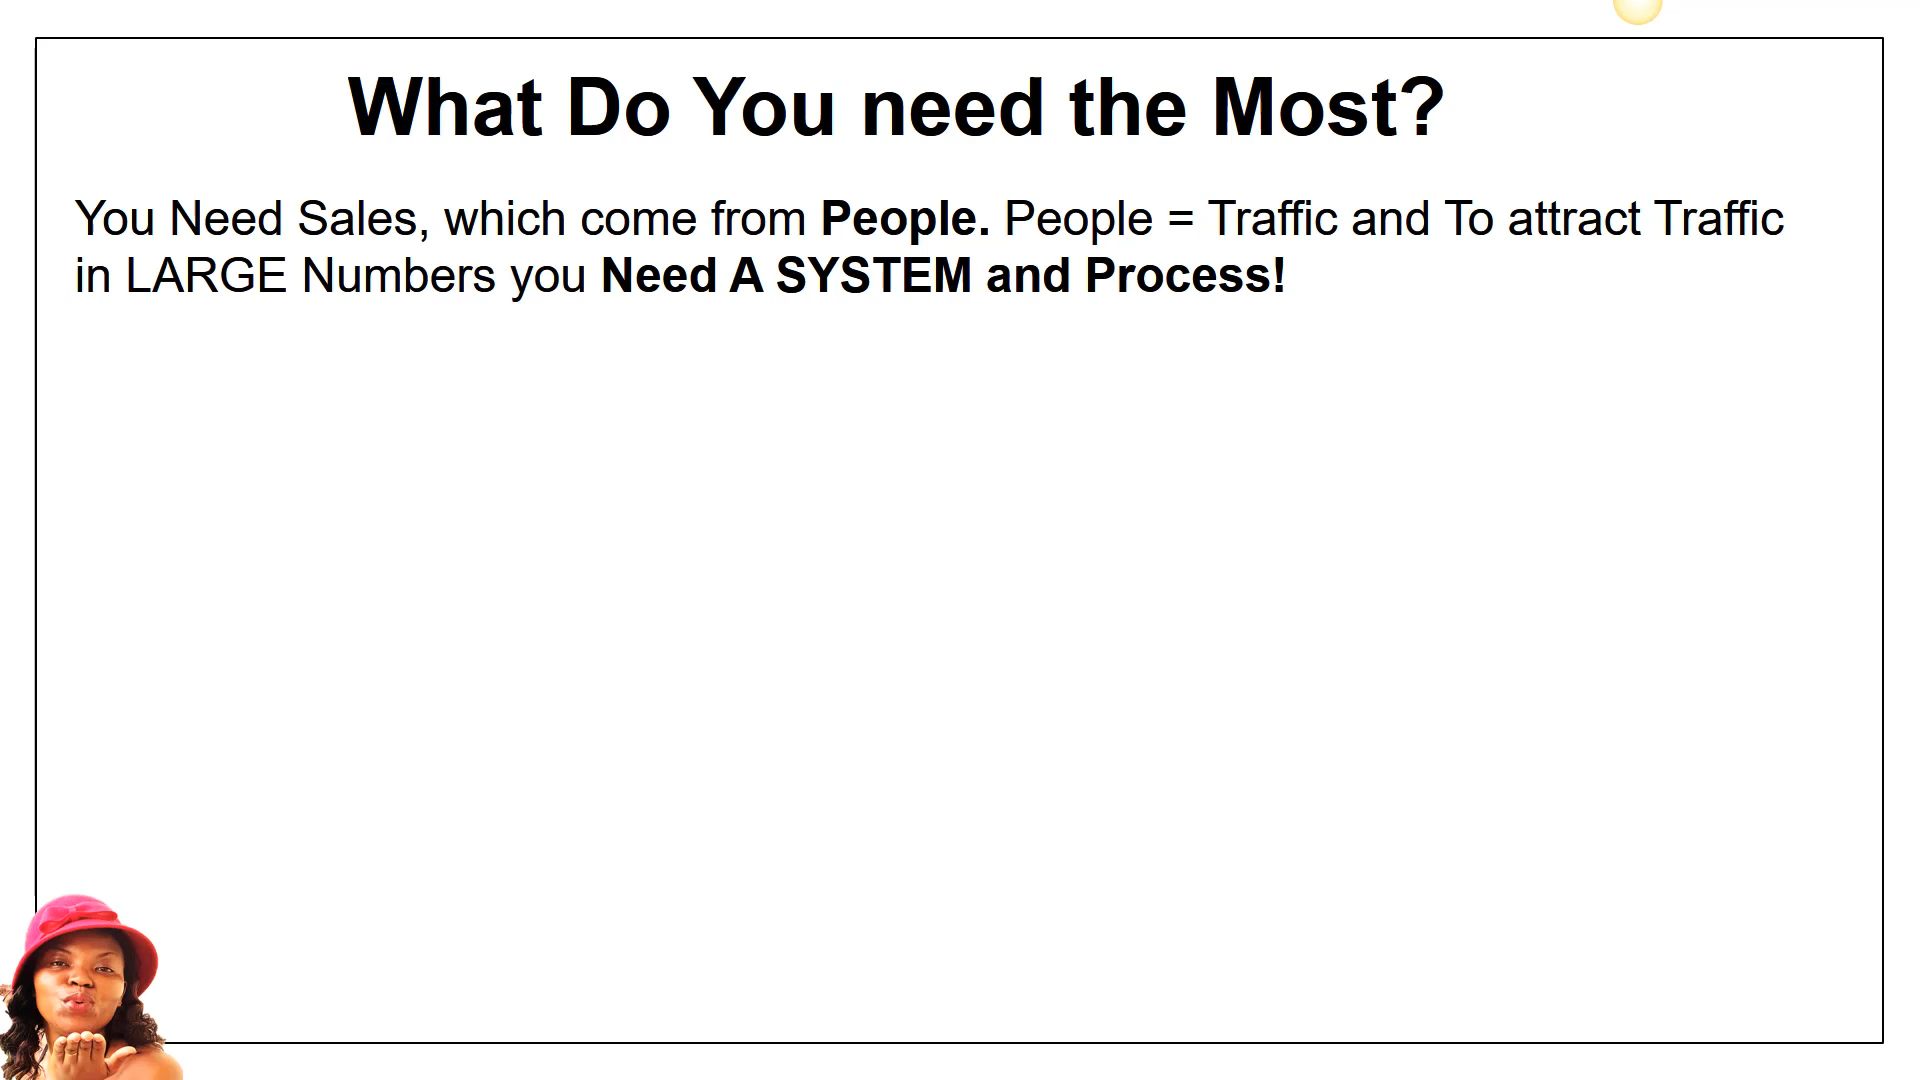 What Do You need the Most?
You Need Sales, which come from People. People = Traffic and To attract Traffic
in LARGE Numbers you Need A SYSTEM and Process!